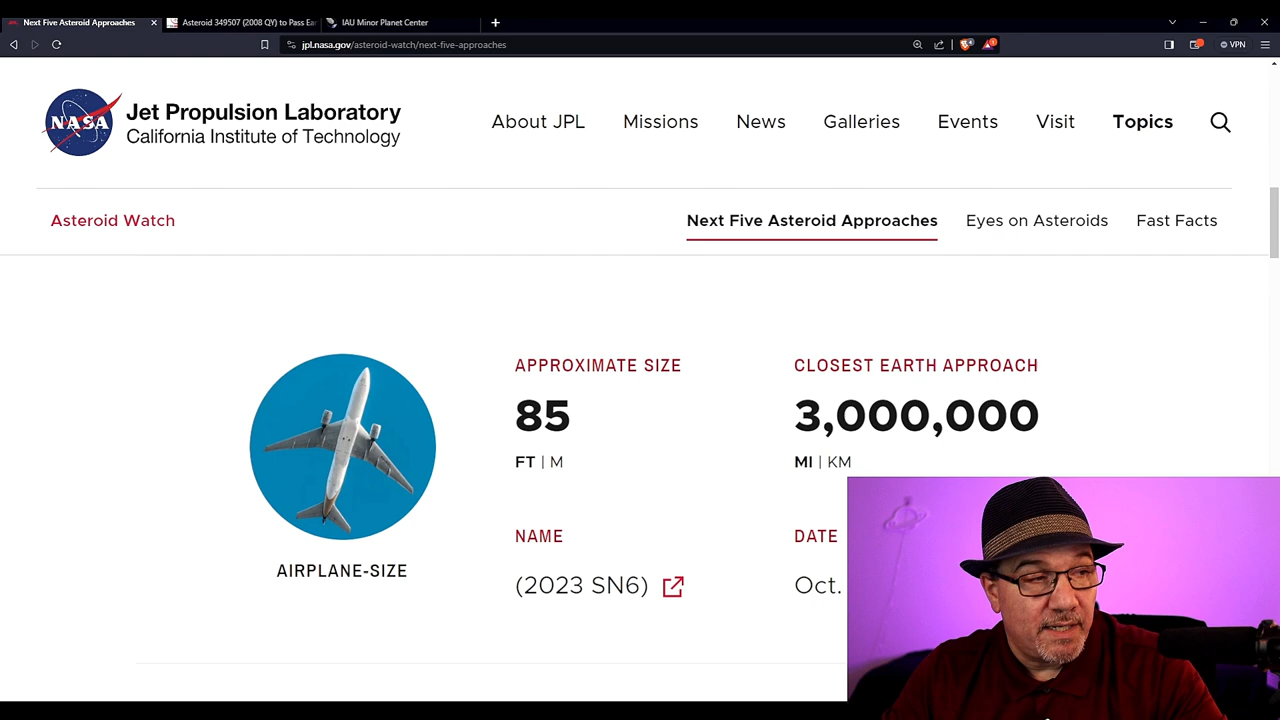 Next Five Asteroid Approaches
Asteroid 349507 (2008 QY) to Pass Ear
IAU Minor Planet Center
jpl.nasa.gov/asteroid-watch/next-five-approaches
VPN
NASA
Jet Propulsion Laboratory
California Institute of Technology
About JPL
Missions
News
Galleries
Events
Visit
Topics
Asteroid Watch
Next Five Asteroid Approaches
Eyes on Asteroids
Fast Facts
APPROXIMATE SIZE
85
FT | M
CLOSEST EARTH APPROACH
3,000,000
MI | KM
AIRPLANE-SIZE
NAME
(2023 SN6)
DATE
Oct.